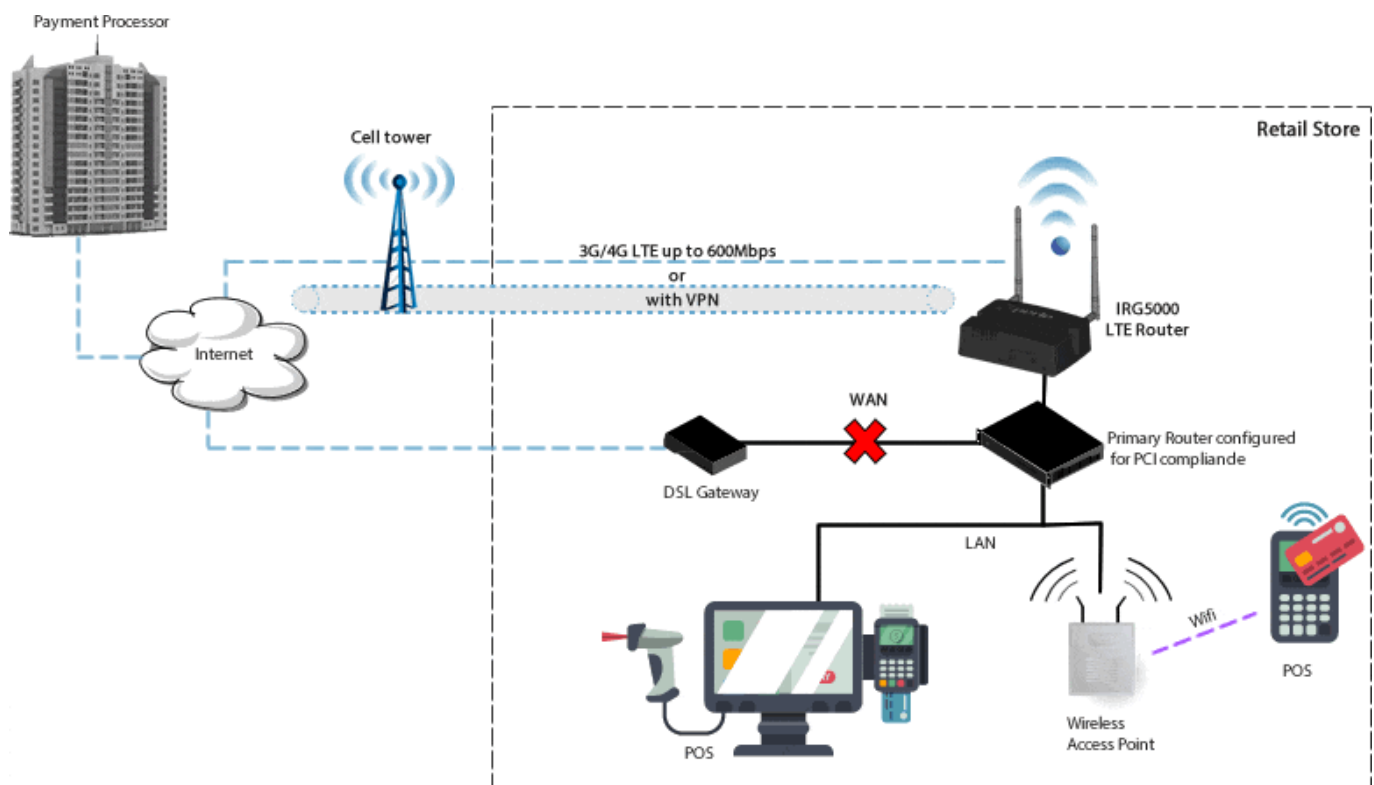 Payment Processor
Retail Store
Cell tower
3G/4G LTE up to 600Mbps
or
with VPN
IRG5000
LTE Router
Internet
WAN
Primary Router configured
for PCI compliande
DSL Gateway
LAN
Wifi
POS
Wireless
Access Point
POS